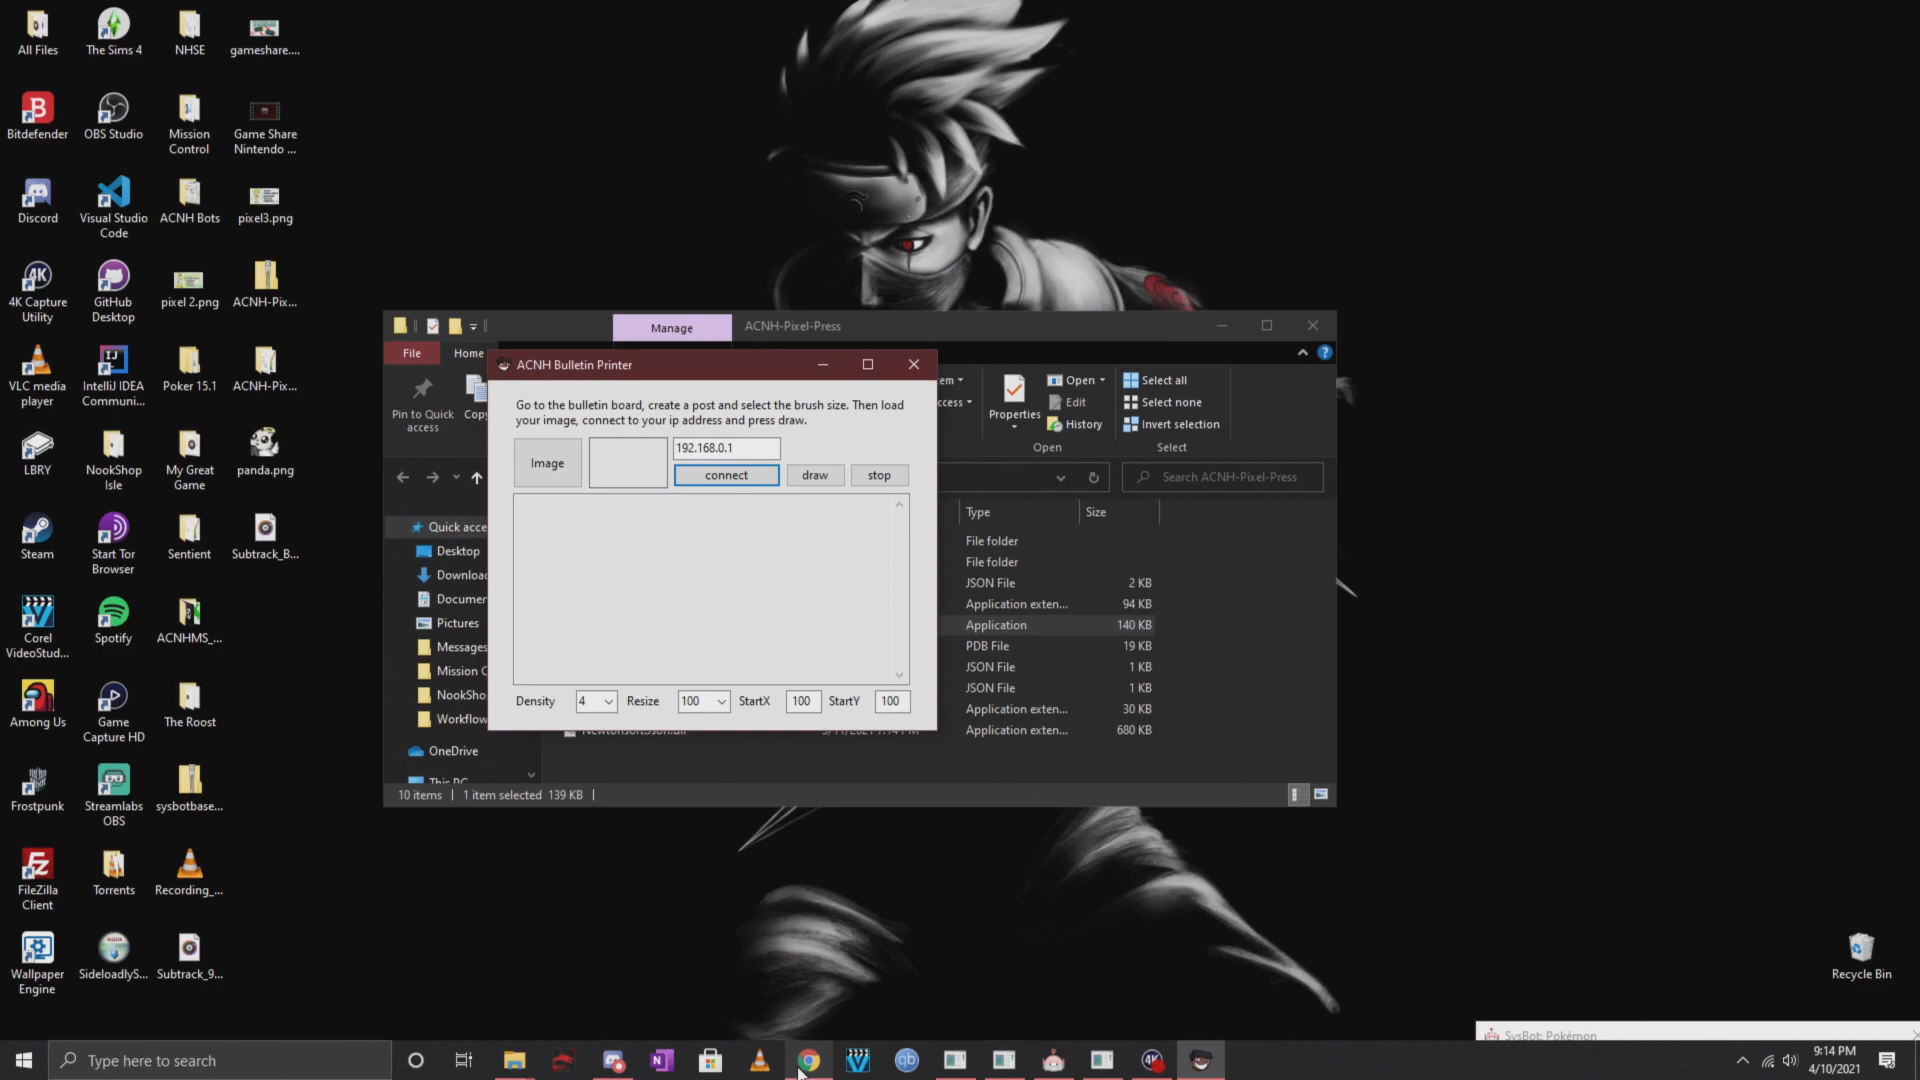 All Files
The Sims 4
NHSE
gameshare....
Bitdefender
OBS Studio
Mission
Control
Game Share
Nintendo ...
Discord
Visual Studio
Code
ACNH Bots
pixel3.png
4K Capture
Utility
GitHub
Desktop
pixel 2.png
ACNH-Pix...
VLC media
player
IntelliJ IDEA
Communi...
Poker 15.1
ACNH-Pix...
LBRY
NookShop
Isle
My Great
Game
panda.png
Steam
Start Tor
Browser
Sentient
Subtrack_B...
Corel
VideoStud...
Spotify
ACNHMS_...
Among Us
Game
Capture HD
The Roost
Frostpunk
Streamlabs
OBS
sysbotbase...
FileZilla
Client
Torrents
Recording_...
Wallpaper
Engine
SideloadlyS...
Subtrack_9...
Manage
ACNH-Pixel-Press
File
Home
Pin to Quick
access
Copy
Properties
Open
Edit
History
Open
Select all
Select none
Invert selection
Select
Search ACNH-Pixel-Press
Quick acce
Desktop
Download
Documen
Pictures
Messages
Mission C
NookSho
Workflow
OneDrive
This PC
Type
Size
File folder
File folder
JSON File 2 KB
Application exten... 94 KB
Application 140 KB
PDB File 19 KB
JSON File 1 KB
JSON File 1 KB
Application exten... 30 KB
Application exten... 680 KB
10 items
1 item selected 139 KB
ACNH Bulletin Printer
Go to the bulletin board, create a post and select the brush size. Then load
your image, connect to your ip address and press draw.
Image
192.168.0.1
connect
draw
stop
Density 4 Resize 100 StartX 100 StartY 100
Recycle Bin
SysBot: Pokémon
Type here to search
9:14 PM
4/10/2021